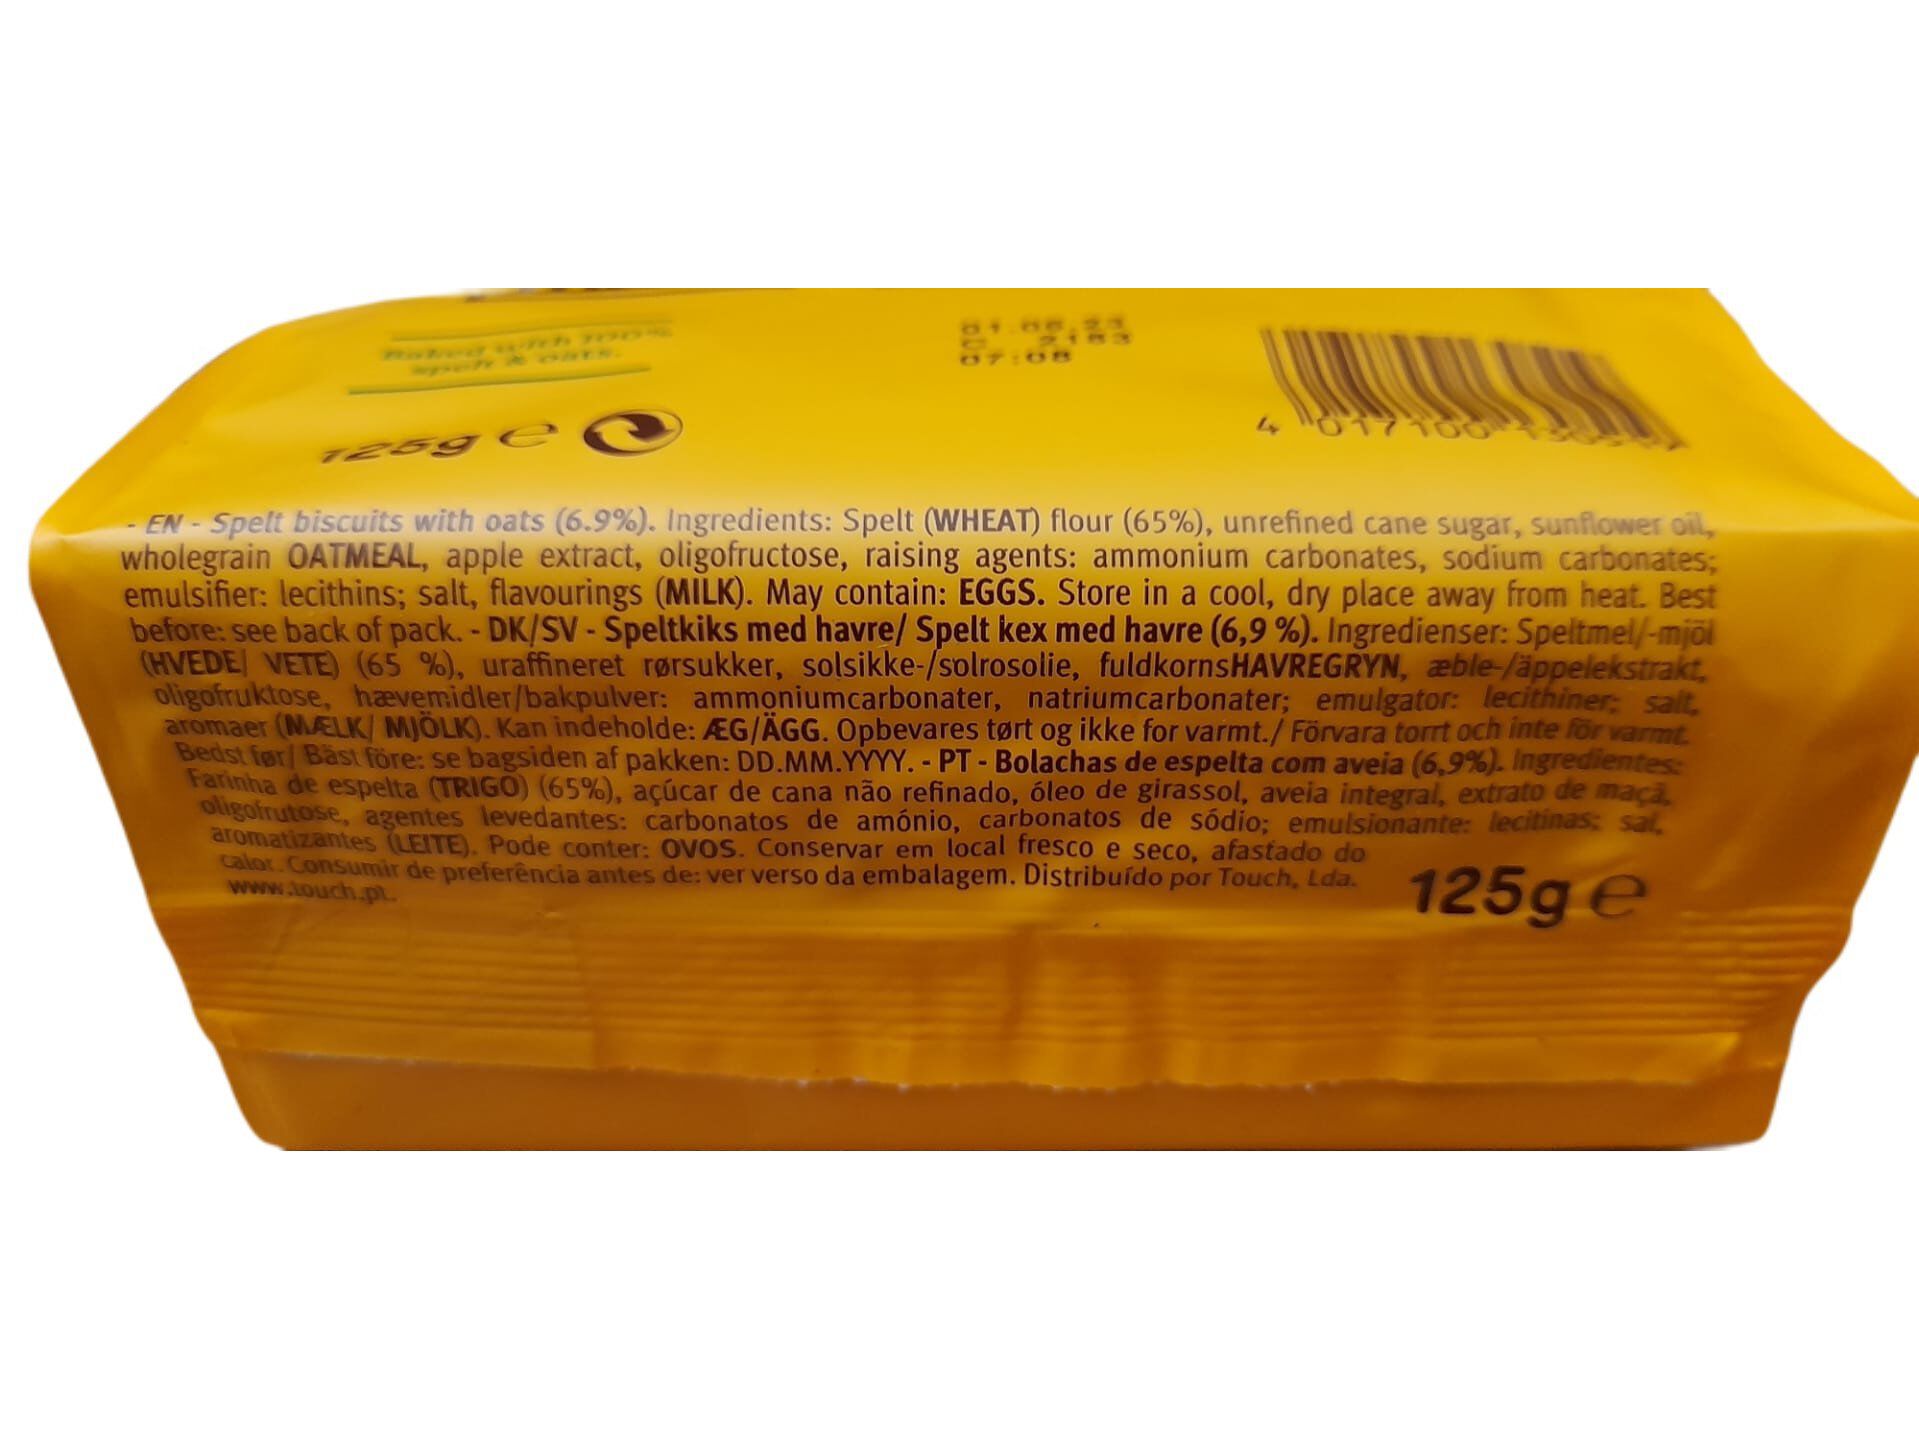 Baked with 100%
spelt & oats.
01.06.23
C 2183
07:08
125g e
4 017100
- EN - Spelt biscuits with oats (6.9%). Ingredients: Spelt (WHEAT) flour (65%), unrefined cane sugar, sunflower oil,
wholegrain OATMEAL, apple extract, oligofructose, raising agents: ammonium carbonates, sodium carbonates;
emulsifier: lecithins; salt, flavourings (MILK). May contain: EGGS. Store in a cool, dry place away from heat. Best
before: see back of pack. - DK/SV - Speltkiks med havre/ Spelt kex med havre (6,9 %). Ingredienser: Speltmel/-mjöl
(HVEDE/ VETE) (65 %), uraffineret rørsukker, solsikke-/solrosolie, fuldkornsHAVREGRYN, æble-/äppelekstrakt,
oligofruktose, hævemidler/bakpulver: ammoniumcarbonater, natriumcarbonater; emulgator: lecithiner; salt,
aromaer (MÆLK/ MJÖLK). Kan indeholde: ÆG/ÄGG. Opbevares tørt og ikke for varmt./ Förvara torrt och inte för varmt.
Bedst før/ Bäst före: se bagsiden af pakken: DD.MM.YYYY. - PT - Bolachas de espelta com aveia (6,9%). Ingredientes:
Farinha de espelta (TRIGO) (65%), açúcar de cana não refinado, óleo de girassol, aveia integral, extrato de maçã,
oligofrutose, agentes levedantes: carbonatos de amónio, carbonatos de sódio; emulsionante: lecitinas; sal,
aromatizantes (LEITE). Pode conter: OVOS. Conservar em local fresco e seco, afastado do
calor. Consumir de preferência antes de: ver verso da embalagem. Distribuído por Touch, Lda.
www.touch.pt.
125g e